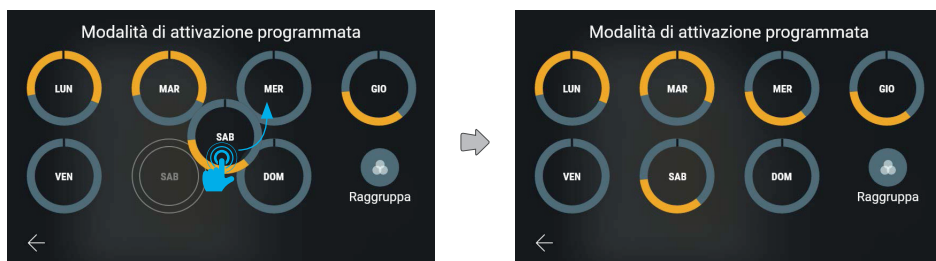 Modalità di attivazione programmata
LUN MAR MER GIO
SAB
VEN SAB DOM
Raggruppa
Modalità di attivazione programmata
LUN MAR MER GIO
VEN SAB DOM
Raggruppa